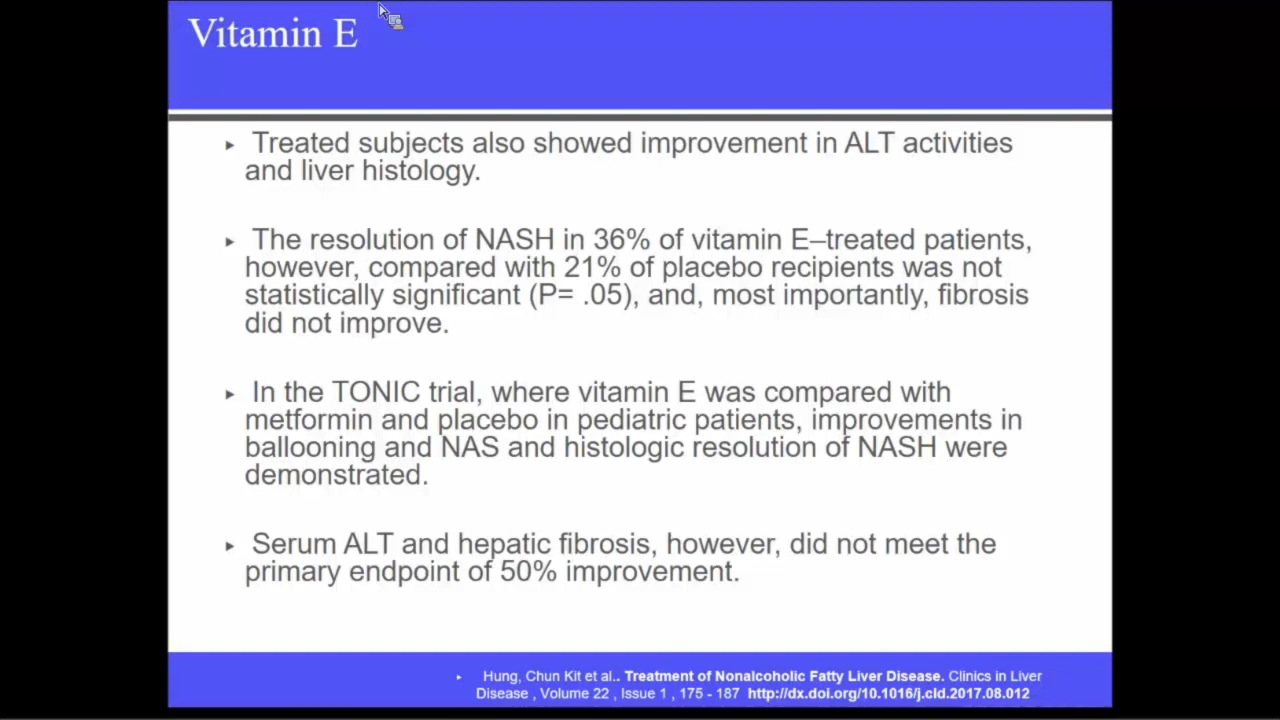 Vitamin E
▸ Treated subjects also showed improvement in ALT activities
and liver histology.
▸ The resolution of NASH in 36% of vitamin E–treated patients,
however, compared with 21% of placebo recipients was not
statistically significant (P= .05), and, most importantly, fibrosis
did not improve.
▸ In the TONIC trial, where vitamin E was compared with
metformin and placebo in pediatric patients, improvements in
ballooning and NAS and histologic resolution of NASH were
demonstrated.
▸ Serum ALT and hepatic fibrosis, however, did not meet the
primary endpoint of 50% improvement.
▸ Hung, Chun Kit et al.. Treatment of Nonalcoholic Fatty Liver Disease. Clinics in Liver
Disease , Volume 22 , Issue 1 , 175 - 187 http://dx.doi.org/10.1016/j.cld.2017.08.012